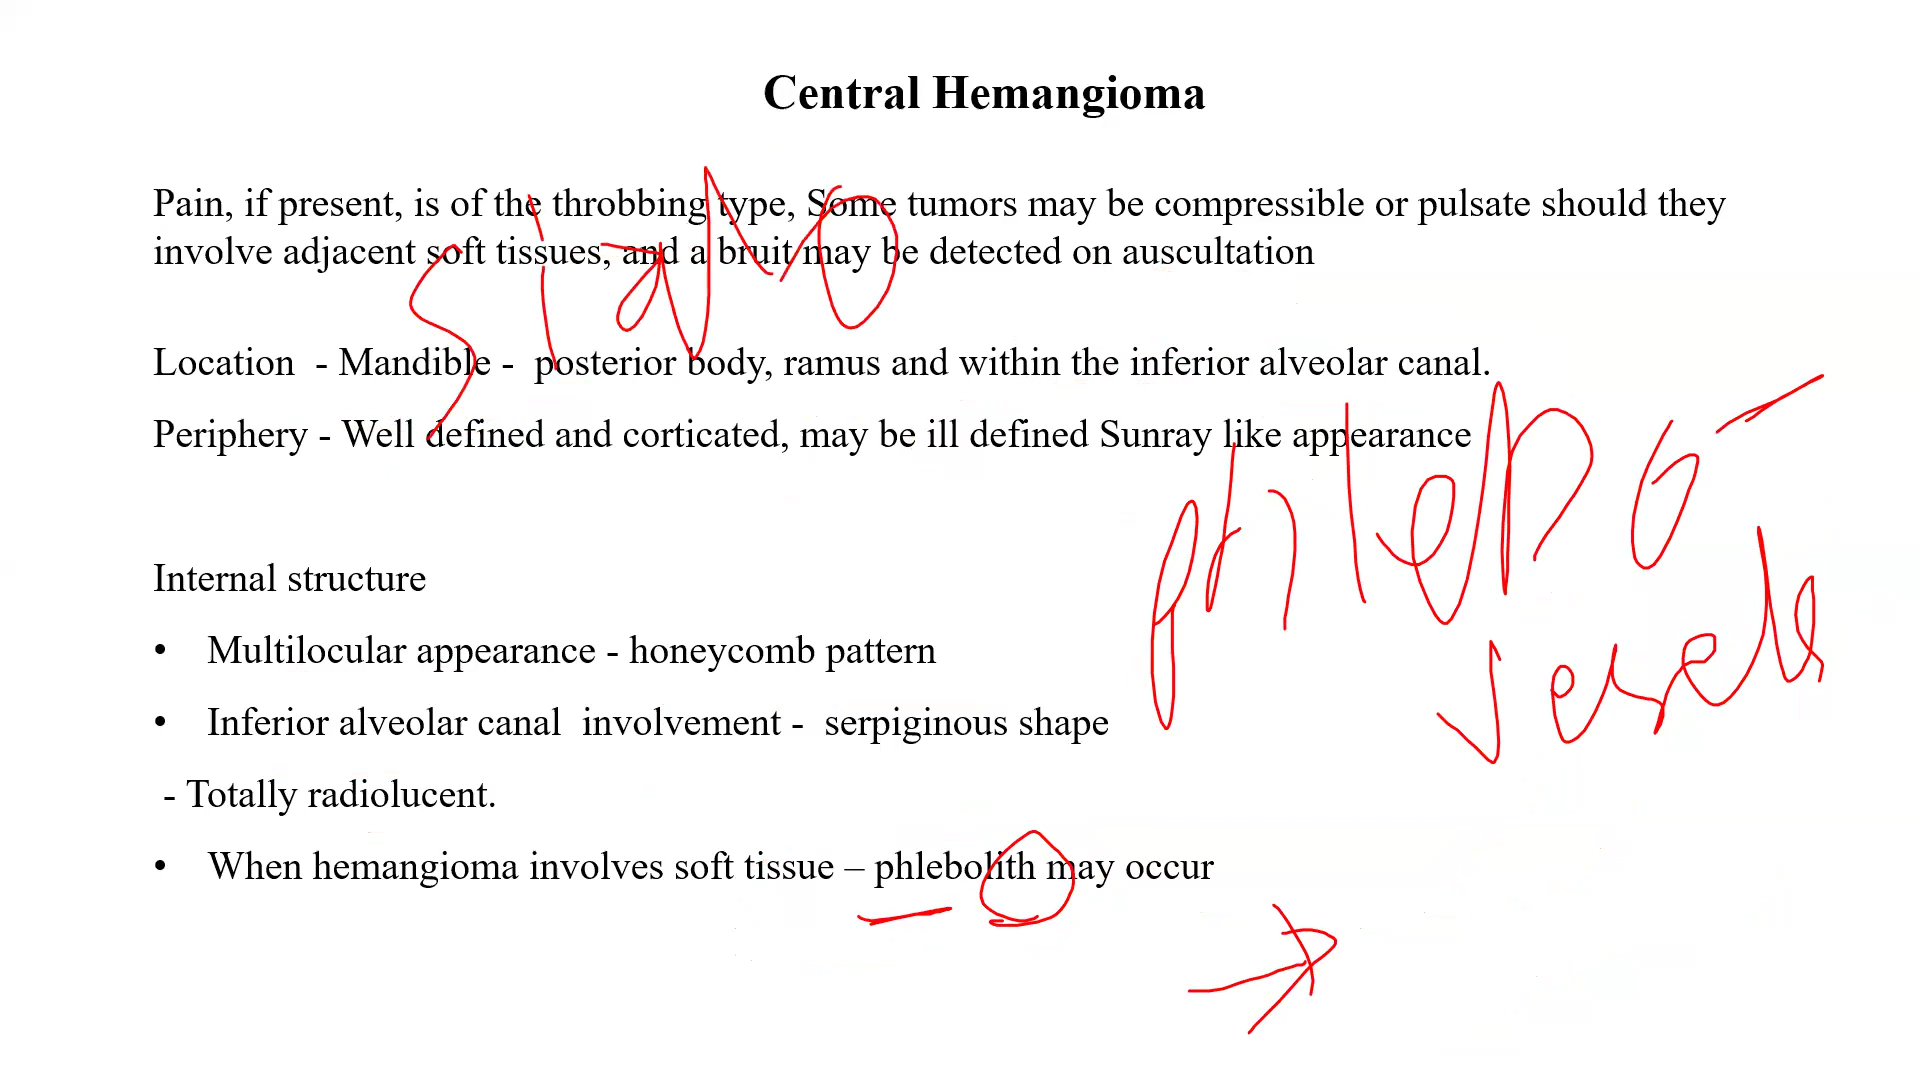 Central Hemangioma
Pain, if present, is of the throbbing type, Some tumors may be compressible or pulsate should they
involve adjacent soft tissues, and a bruit may be detected on auscultation
Location - Mandible - posterior body, ramus and within the inferior alveolar canal.
Periphery - Well defined and corticated, may be ill defined Sunray like appearance
Internal structure
• Multilocular appearance - honeycomb pattern
• Inferior alveolar canal involvement - serpiginous shape
- Totally radiolucent.
• When hemangioma involves soft tissue – phlebolith may occur
sialo
phlebo -